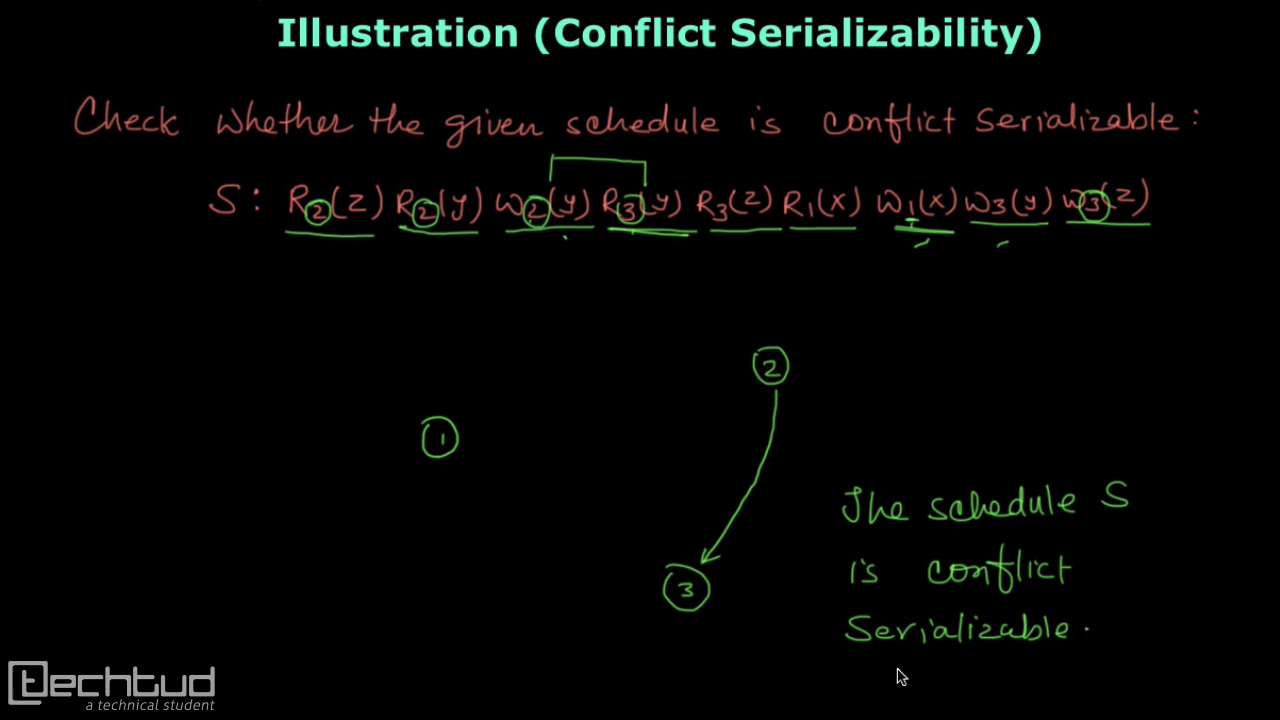 Illustration (Conflict Serializability)
Check whether the given schedule is conflict serializable:
S: R2(z) R2(y) W2(y) R3(y) R3(z) R1(x) W1(x) W3(y) W3(z)
2
1
The schedule S
is conflict
3
Serializable.
techtud
a technical student